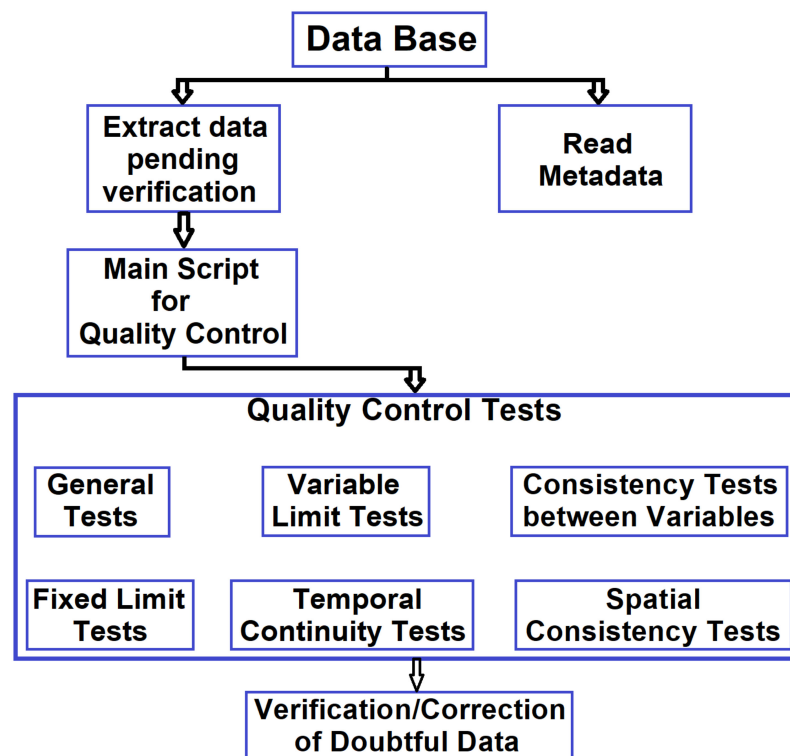 Data Base
Extract data
pending
verification
Read
Metadata
Main Script
for
Quality Control
Quality Control Tests
General
Tests
Variable
Limit Tests
Consistency Tests
between Variables
Fixed Limit
Tests
Temporal
Continuity Tests
Spatial
Consistency Tests
Verification/Correction
of Doubtful Data